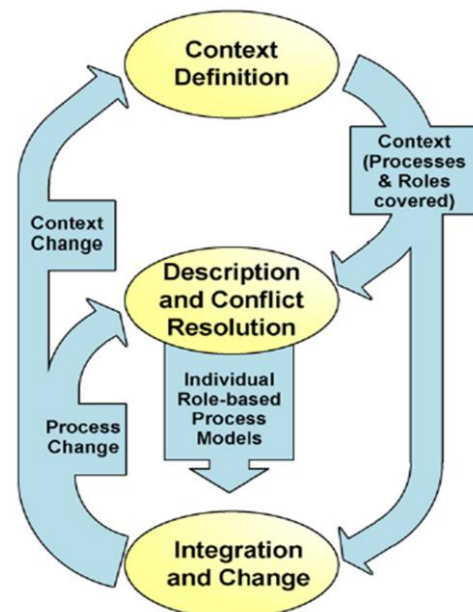 Context
Definition
Context
(Processes
& Roles
covered)
Context
Change
Description
and Conflict
Resolution
Individual
Role-based
Process
Models
Process
Change
Integration
and Change